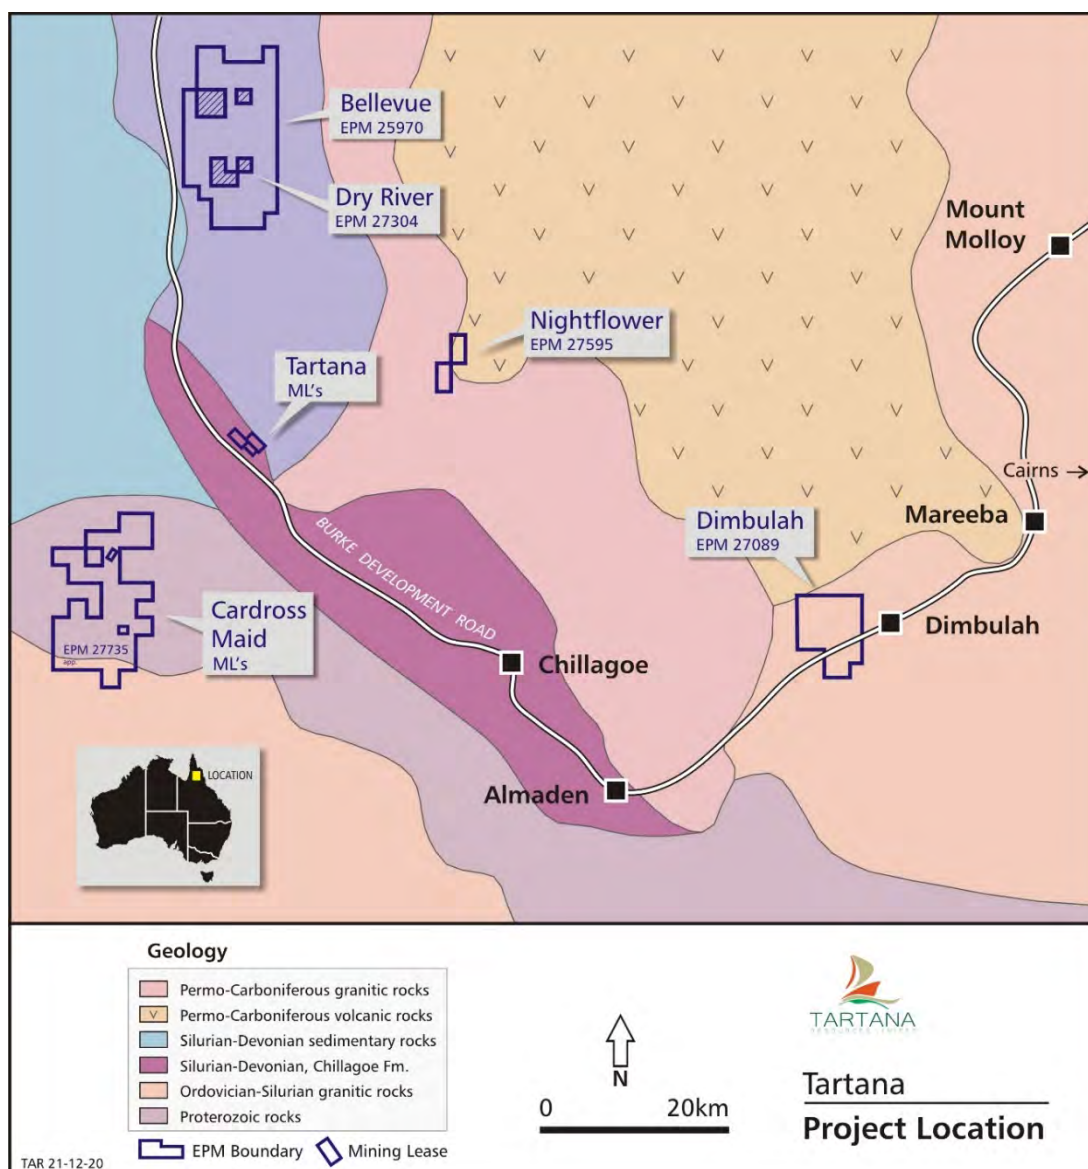 Bellevue
EPM 25970
Dry River
EPM 27304
Mount
Molloy
Nightflower
EPM 27595
Tartana
ML's
Cairns →
Mareeba
Dimbulah
EPM 27089
BURKE DEVELOPMENT ROAD
Cardross
Maid
ML's
EPM 27735
app.
Dimbulah
Chillagoe
LOCATION
Almaden
Geology
Permo-Carboniferous granitic rocks
Permo-Carboniferous volcanic rocks
Silurian-Devonian sedimentary rocks
Silurian-Devonian, Chillagoe Fm.
Ordovician-Silurian granitic rocks
Proterozoic rocks
EPM Boundary
Mining Lease
N
0 20km
TARTANA
RESOURCES LIMITED
Tartana
Project Location
TAR 21-12-20